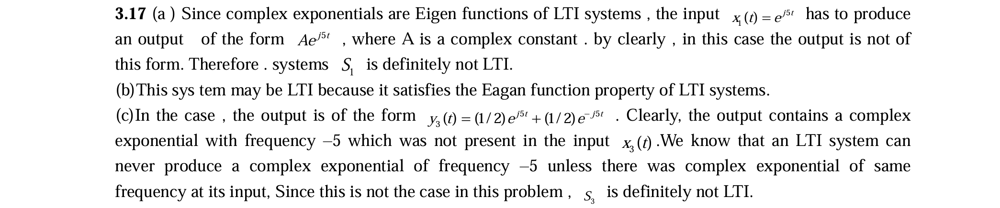 3.17 (a ) Since complex exponentials are Eigen functions of LTI systems , the input x₁(t) = e^{j5t} has to produce
an output of the form Ae^{j5t} , where A is a complex constant . by clearly , in this case the output is not of
this form. Therefore . systems S₁ is definitely not LTI.
(b)This sys tem may be LTI because it satisfies the Eagan function property of LTI systems.
(c)In the case , the output is of the form y₃(t) = (1/2)e^{j5t} + (1/2)e^{-j5t} . Clearly, the output contains a complex
exponential with frequency –5 which was not present in the input x₃(t) .We know that an LTI system can
never produce a complex exponential of frequency –5 unless there was complex exponential of same
frequency at its input, Since this is not the case in this problem , S₃ is definitely not LTI.